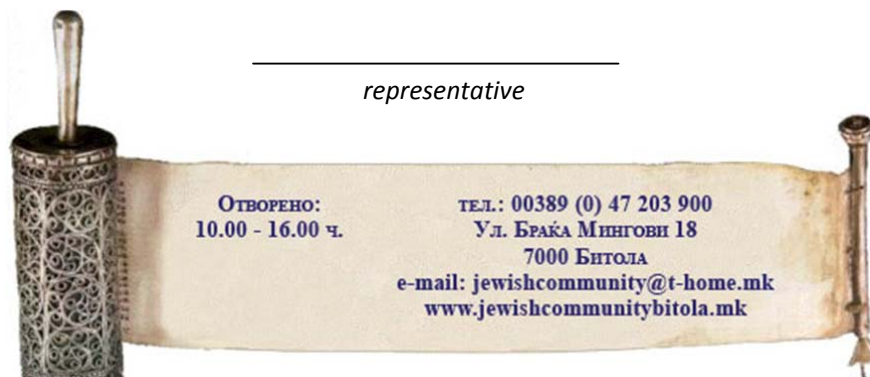 representative
Отворено:
10.00 - 16.00 ч.
тел.: 00389 (0) 47 203 900
Ул. Браќа Мингови 18
7000 Битола
e-mail: jewishcommunity@t-home.mk
www.jewishcommunitybitola.mk